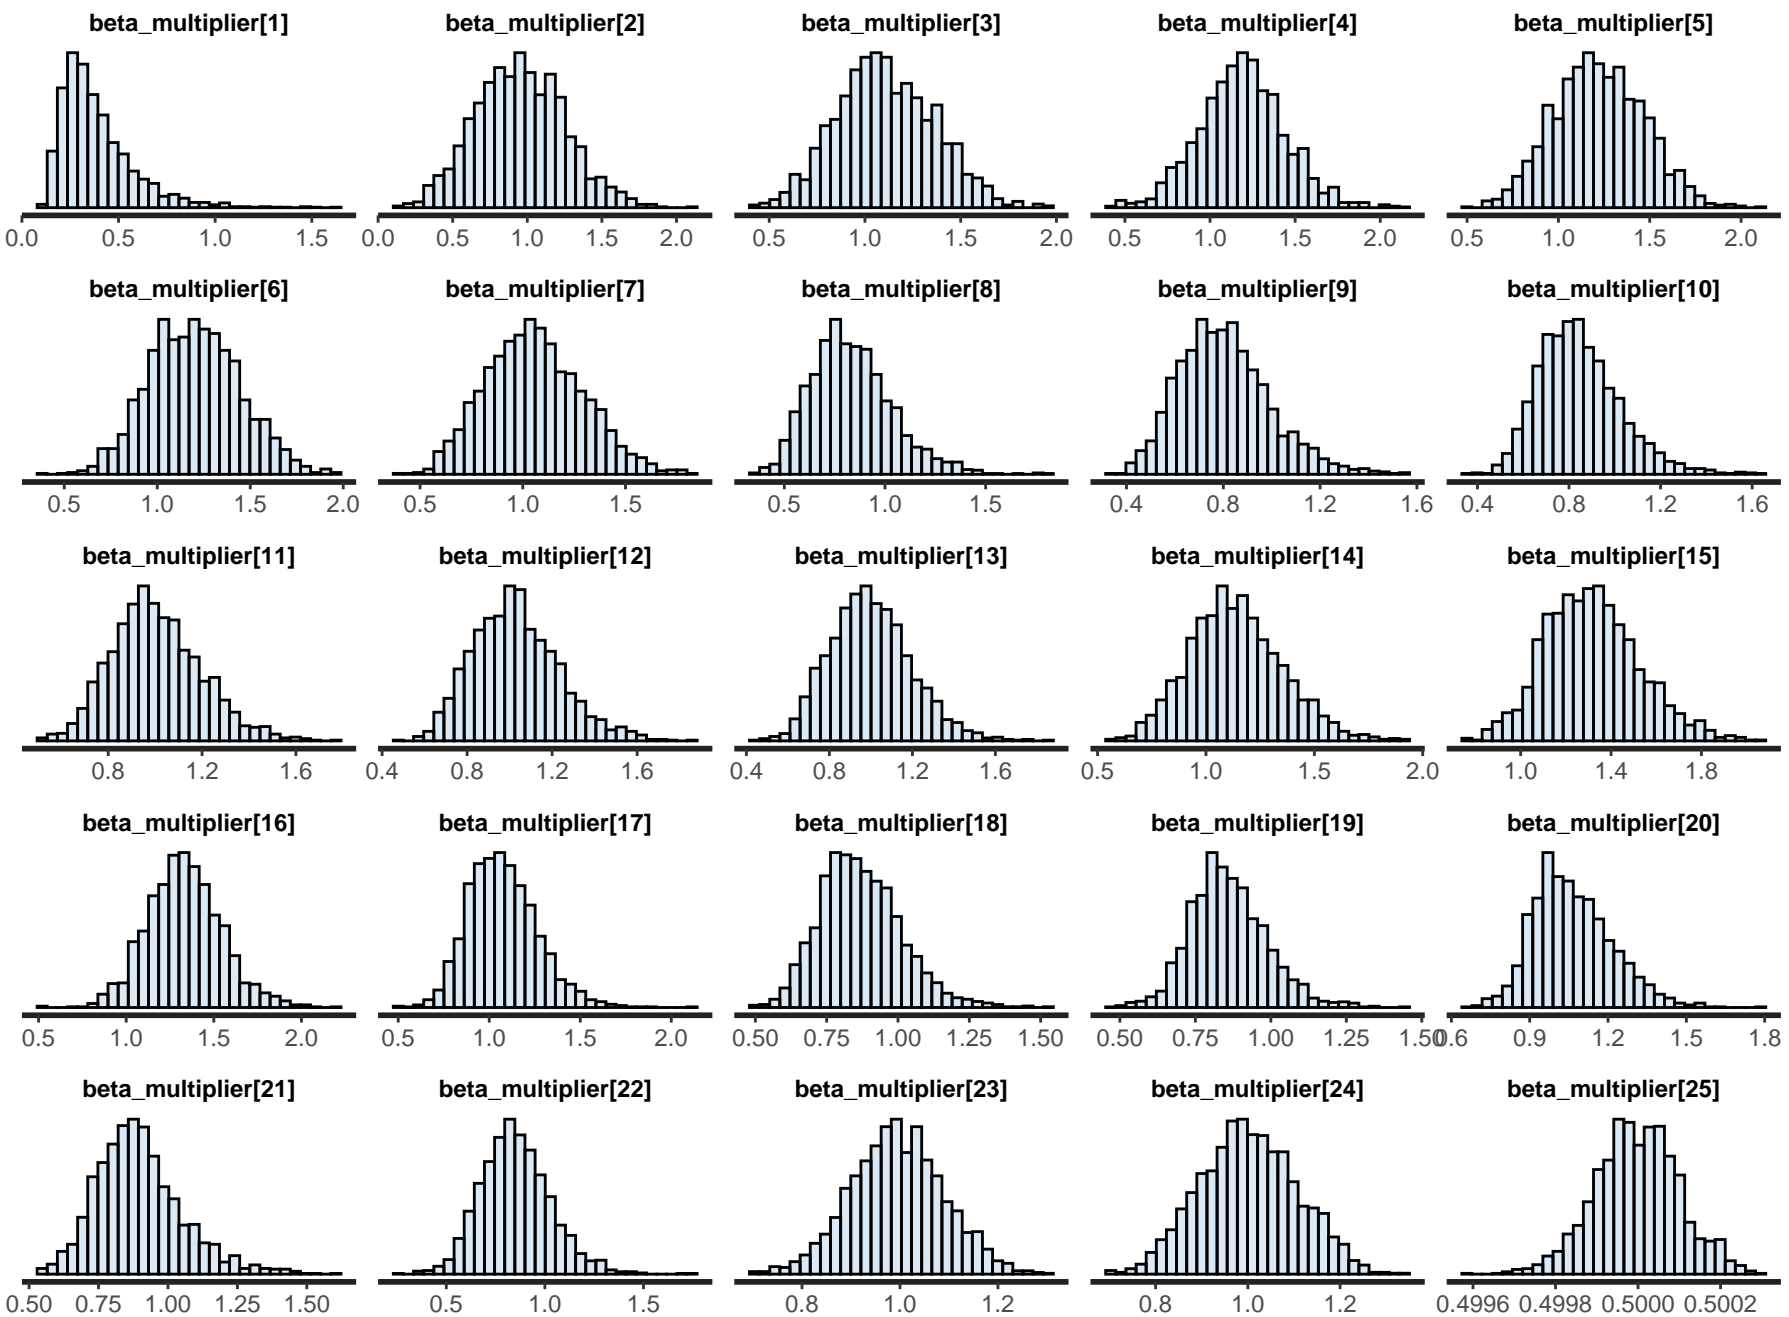 beta_multiplier[1] beta_multiplier[2] beta_multiplier[3] beta_multiplier[4] beta_multiplier[5]
0.0 0.5 1.0 1.5 0.0 0.5 1.0 1.5 2.0 0.5 1.0 1.5 2.0 0.5 1.0 1.5 2.0 0.5 1.0 1.5 2.0
beta_multiplier[6] beta_multiplier[7] beta_multiplier[8] beta_multiplier[9] beta_multiplier[10]
0.5 1.0 1.5 2.0 0.5 1.0 1.5 0.5 1.0 1.5 0.4 0.8 1.2 1.6 0.4 0.8 1.2 1.6
beta_multiplier[11] beta_multiplier[12] beta_multiplier[13] beta_multiplier[14] beta_multiplier[15]
0.8 1.2 1.6 0.4 0.8 1.2 1.6 0.4 0.8 1.2 1.6 0.5 1.0 1.5 2.0 1.0 1.4 1.8
beta_multiplier[16] beta_multiplier[17] beta_multiplier[18] beta_multiplier[19] beta_multiplier[20]
0.5 1.0 1.5 2.0 0.5 1.0 1.5 2.0 0.50 0.75 1.00 1.25 1.50 0.50 0.75 1.00 1.25 1.50 0.6 0.9 1.2 1.5 1.8
beta_multiplier[21] beta_multiplier[22] beta_multiplier[23] beta_multiplier[24] beta_multiplier[25]
0.50 0.75 1.00 1.25 1.50 0.5 1.0 1.5 0.8 1.0 1.2 0.8 1.0 1.2 0.4996 0.4998 0.5000 0.5002